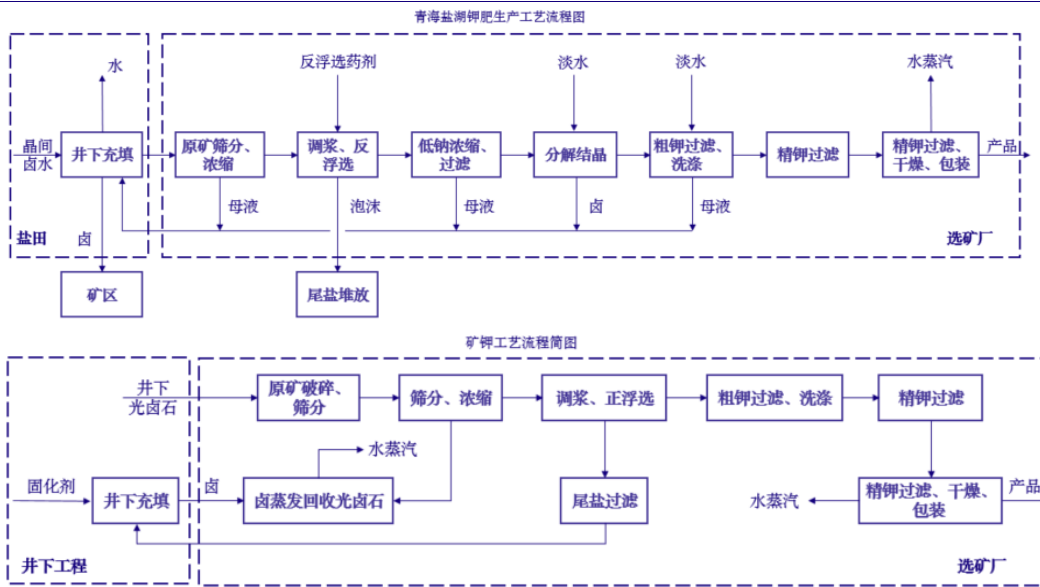 青海盐湖钾肥生产工艺流程图
水
反浮选药剂
淡水
淡水
水蒸汽
晶间
卤水
井下充填
原矿筛分、
浓缩
调浆、反
浮选
低钠浓缩、
过滤
分解结晶
粗钾过滤、
洗涤
精钾过滤
精钾过滤、
干燥、包装
产品
母液
泡沫
母液
卤
母液
盐田
卤
选矿厂
矿区
尾盐堆放
矿钾工艺流程简图
井下
光卤石
原矿破碎、
筛分
筛分、浓缩
调浆、正浮选
粗钾过滤、洗涤
精钾过滤
水蒸汽
固化剂
井下充填
卤
卤蒸发回收光卤石
尾盐过滤
水蒸汽
精钾过滤、干燥、
包装
产品
井下工程
选矿厂